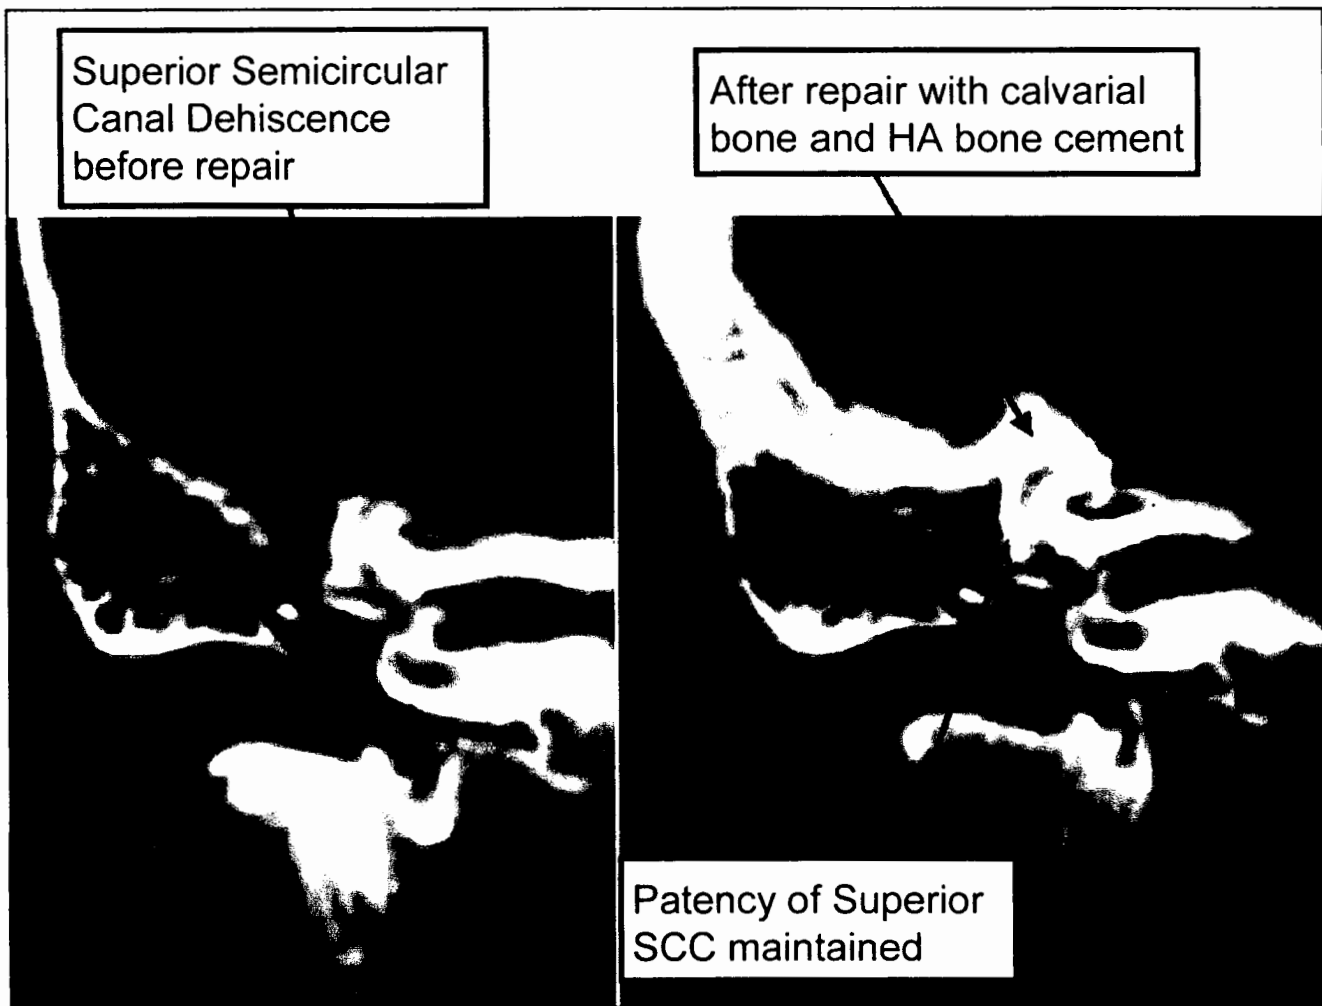 Superior Semicircular
Canal Dehiscence
before repair
After repair with calvarial
bone and HA bone cement
Patency of Superior
SCC maintained